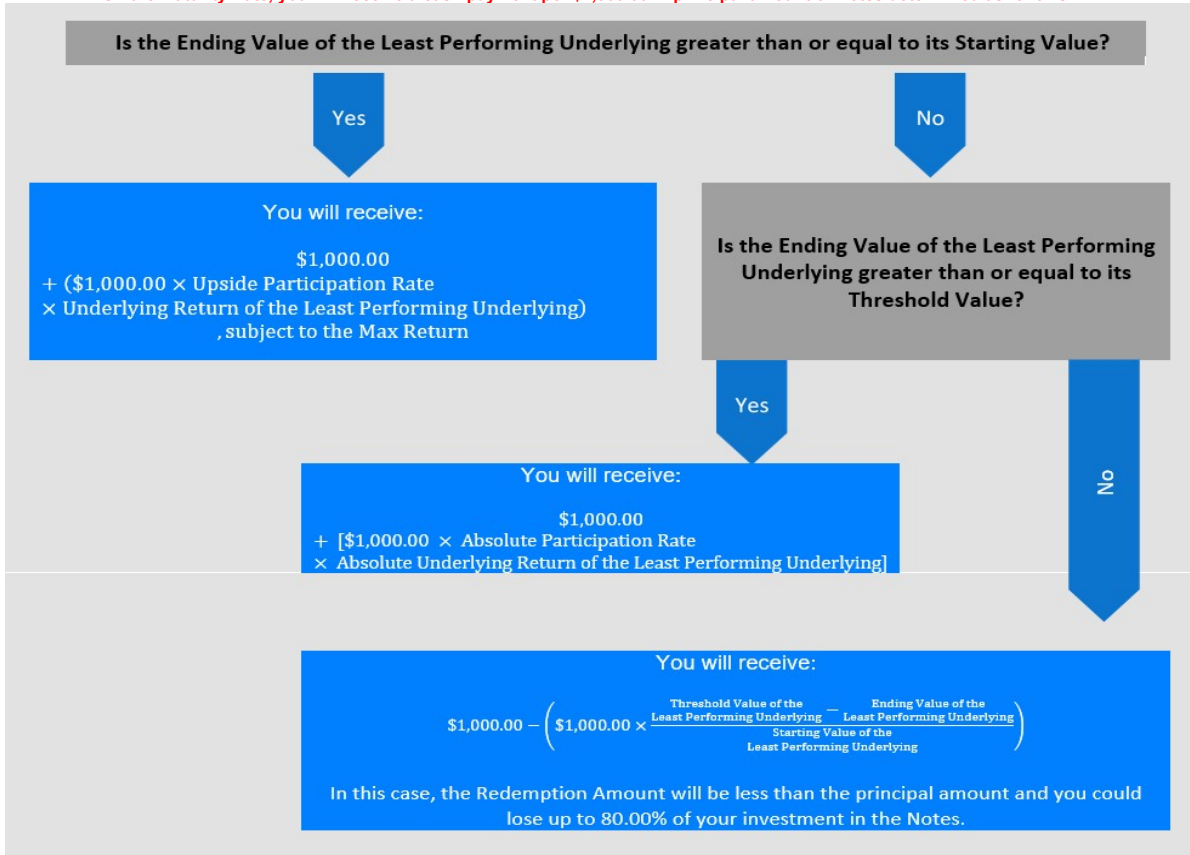 Is the Ending Value of the Least Performing Underlying greater than or equal to its Starting Value?
Yes
No
You will receive:
$1,000.00
+ ($1,000.00 × Upside Participation Rate
× Underlying Return of the Least Performing Underlying)
, subject to the Max Return
Is the Ending Value of the Least Performing
Underlying greater than or equal to its
Threshold Value?
Yes
No
You will receive:
$1,000.00
+ [$1,000.00 × Absolute Participation Rate
× Absolute Underlying Return of the Least Performing Underlying]
You will receive:
Threshold Value of the Ending Value of the
$1,000.00 − ($1,000.00 × Least Performing Underlying − Least Performing Underlying)
Starting Value of the
Least Performing Underlying
In this case, the Redemption Amount will be less than the principal amount and you could
lose up to 80.00% of your investment in the Notes.